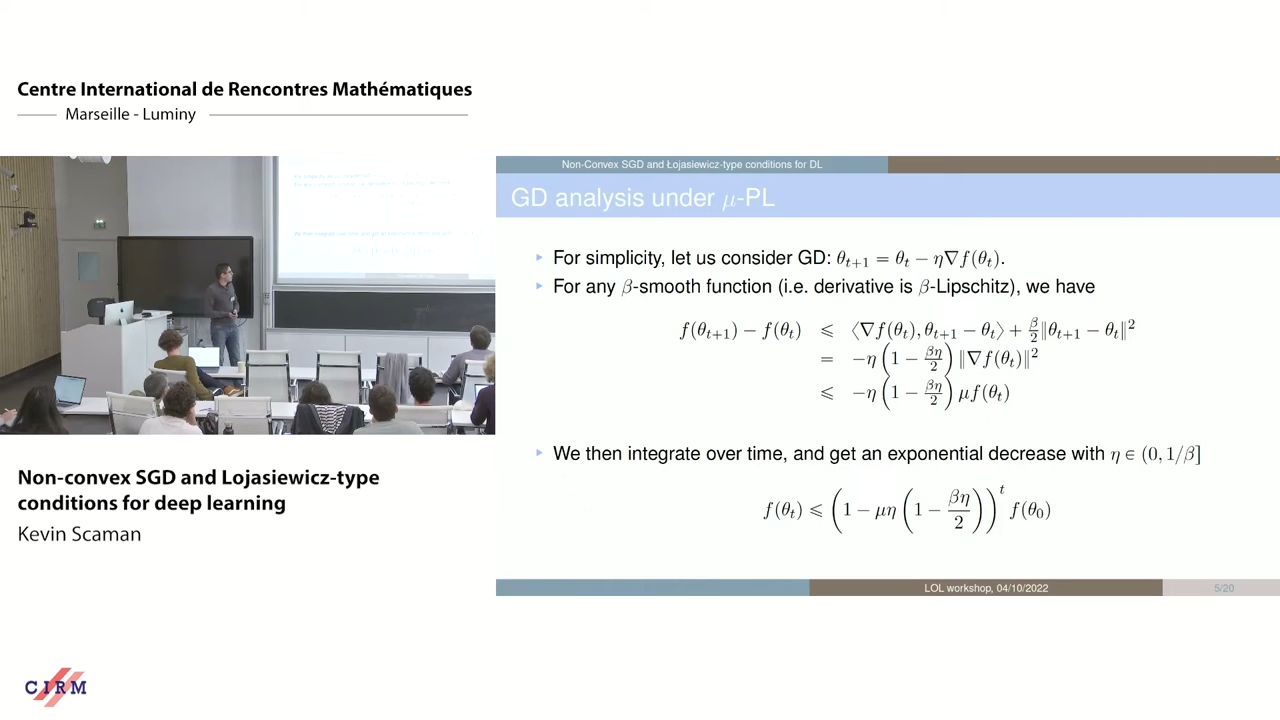 Centre International de Rencontres Mathématiques
Marseille - Luminy
Non-convex SGD and Lojasiewicz-type
conditions for deep learning
Kevin Scaman
CIRM
Non-Convex SGD and Łojasiewicz-type conditions for DL
GD analysis under μ-PL
For simplicity, let us consider GD: θ_{t+1} = θ_t − η∇f(θ_t).
For any β-smooth function (i.e. derivative is β-Lipschitz), we have
f(θ_{t+1}) − f(θ_t) ⩽ ⟨∇f(θ_t), θ_{t+1} − θ_t⟩ + β/2 ‖θ_{t+1} − θ_t‖²
= −η (1 − βη/2) ‖∇f(θ_t)‖²
⩽ −η (1 − βη/2) μf(θ_t)
We then integrate over time, and get an exponential decrease with η ∈ (0, 1/β]
f(θ_t) ⩽ (1 − μη (1 − βη/2))^t f(θ_0)
LOL workshop, 04/10/2022
5/20